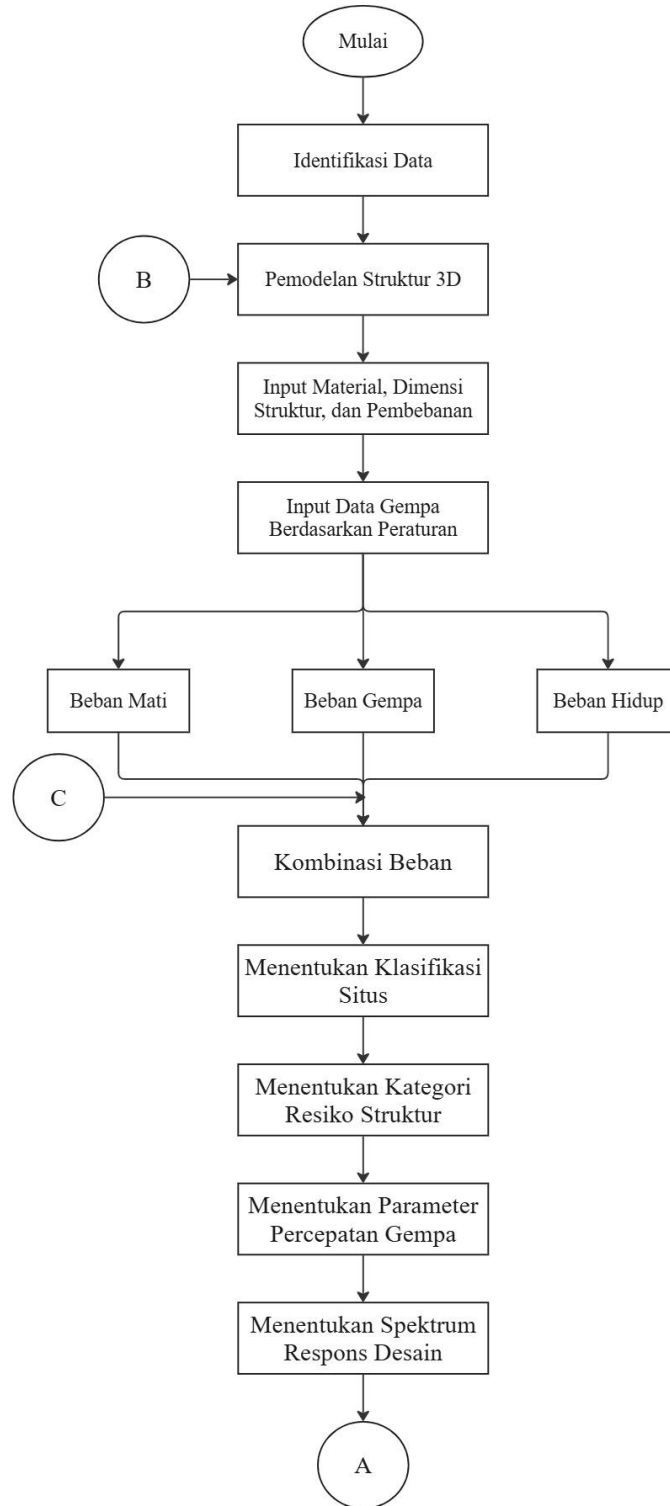 Mulai
Identifikasi Data
B
Pemodelan Struktur 3D
Input Material, Dimensi
Struktur, dan Pembebanan
Input Data Gempa
Berdasarkan Peraturan
Beban Mati
Beban Gempa
Beban Hidup
C
Kombinasi Beban
Menentukan Klasifikasi
Situs
Menentukan Kategori
Resiko Struktur
Menentukan Parameter
Percepatan Gempa
Menentukan Spektrum
Respons Desain
A